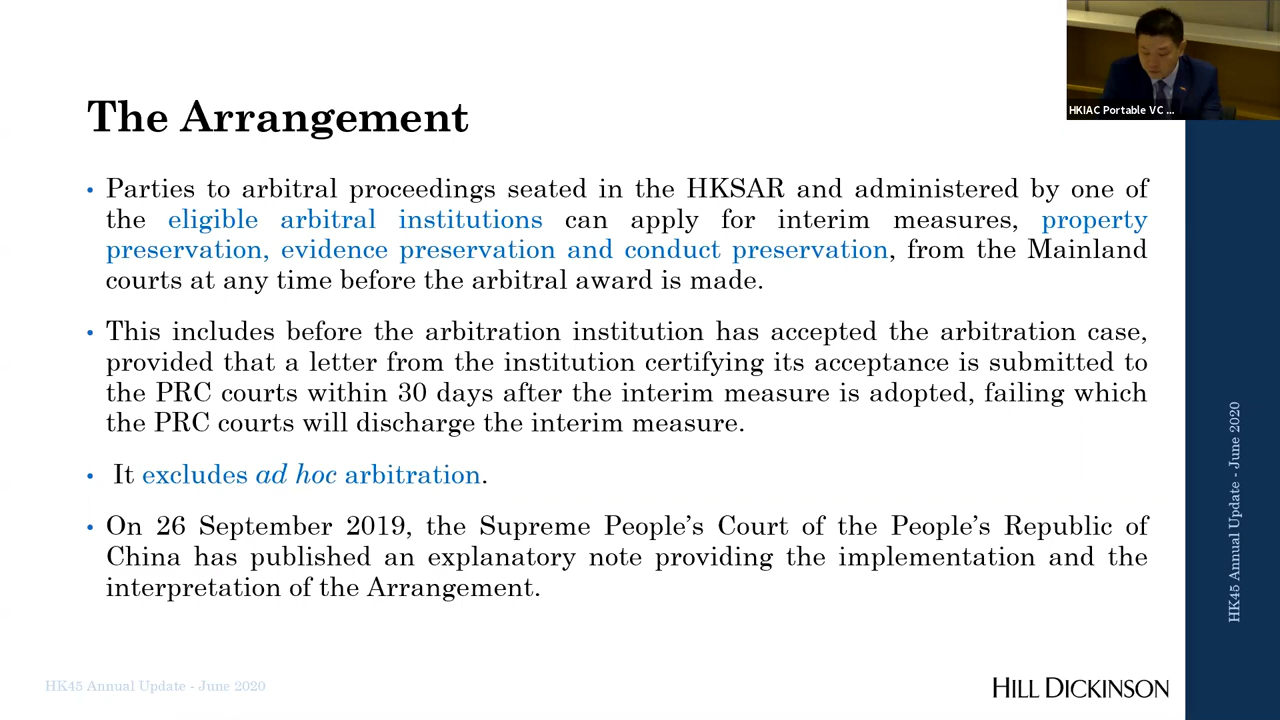 HKIAC Portable VC ...
The Arrangement
• Parties to arbitral proceedings seated in the HKSAR and administered by one of
the eligible arbitral institutions can apply for interim measures, property
preservation, evidence preservation and conduct preservation, from the Mainland
courts at any time before the arbitral award is made.
• This includes before the arbitration institution has accepted the arbitration case,
provided that a letter from the institution certifying its acceptance is submitted to
the PRC courts within 30 days after the interim measure is adopted, failing which
the PRC courts will discharge the interim measure.
• It excludes ad hoc arbitration.
• On 26 September 2019, the Supreme People’s Court of the People’s Republic of
China has published an explanatory note providing the implementation and the
interpretation of the Arrangement.
HK45 Annual Update - June 2020
HK45 Annual Update - June 2020
HILL DICKINSON